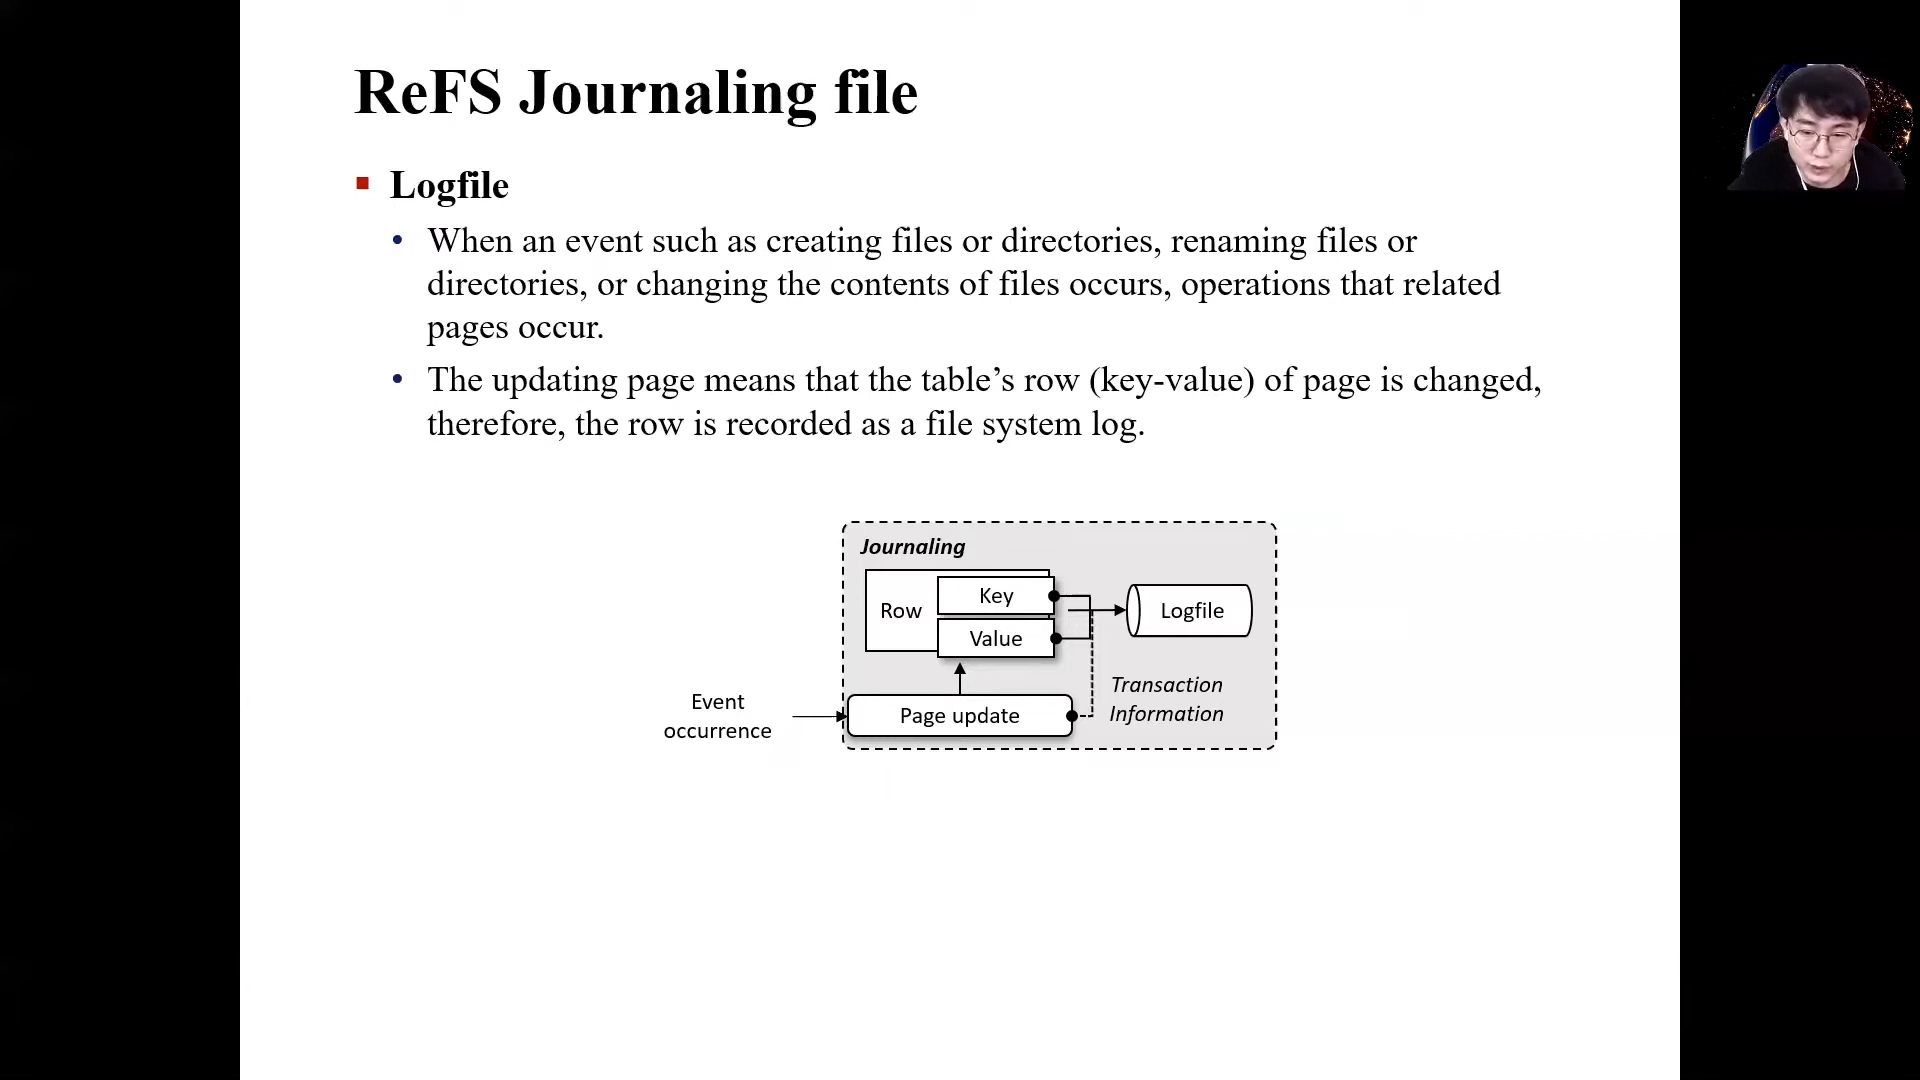 ReFS Journaling file
Logfile
When an event such as creating files or directories, renaming files or
directories, or changing the contents of files occurs, operations that related
pages occur.
The updating page means that the table’s row (key-value) of page is changed,
therefore, the row is recorded as a file system log.
Journaling
Key
Row
Logfile
Value
Transaction
Information
Event
occurrence
Page update